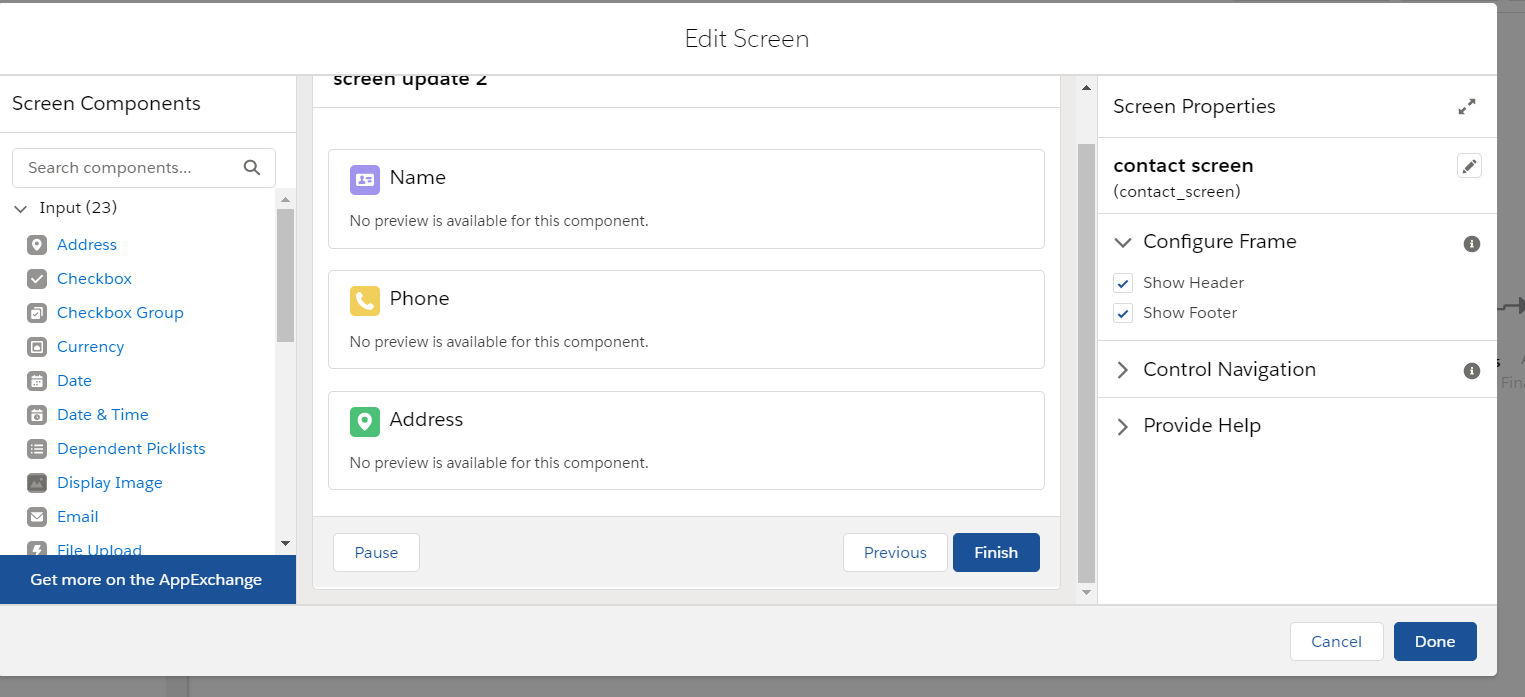 Edit Screen
Screen Components
Search components...
Input (23)
Address
Checkbox
Checkbox Group
Currency
Date
Date & Time
Dependent Picklists
Display Image
Email
File Upload
Get more on the AppExchange
screen update 2
Name
No preview is available for this component.
Phone
No preview is available for this component.
Address
No preview is available for this component.
Pause
Previous
Finish
Screen Properties
contact screen
(contact_screen)
Configure Frame
Show Header
Show Footer
Control Navigation
Provide Help
Cancel
Done